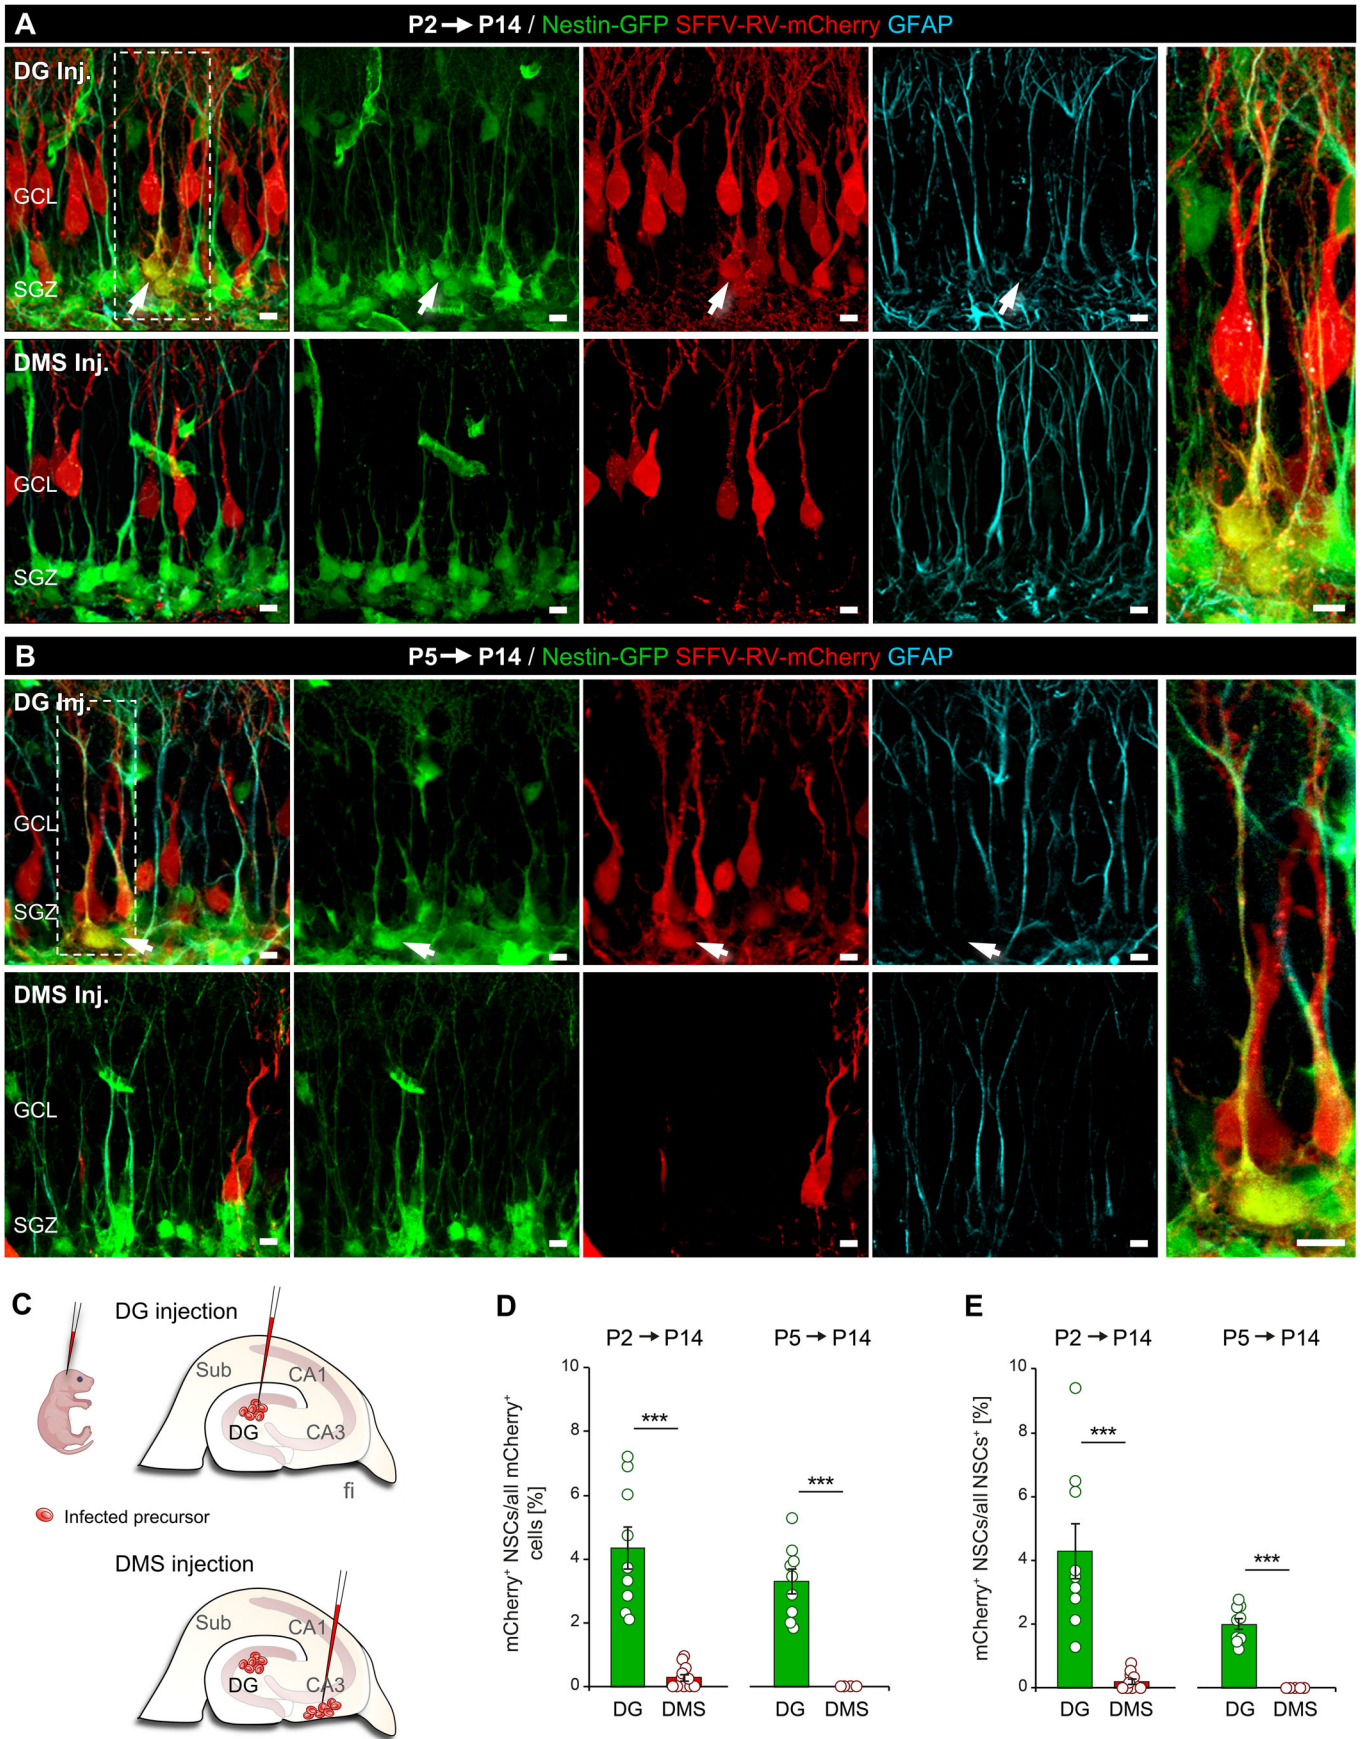 A
P2 → P14 / Nestin-GFP SFFV-RV-mCherry GFAP
DG Inj.
GCL
SGZ
DMS Inj.
GCL
SGZ
B
P5 → P14 / Nestin-GFP SFFV-RV-mCherry GFAP
DG Inj.
GCL
SGZ
DMS Inj.
GCL
SGZ
C
DG injection
Sub
CA1
DG
CA3
fi
Infected precursor
DMS injection
Sub
CA1
DG
CA3
D
P2 → P14
P5 → P14
mCherry⁺ NSCs/all mCherry⁺
cells [%]
10
8
6
4
2
0
***
***
DG
DMS
DG
DMS
E
P2 → P14
P5 → P14
mCherry⁺ NSCs/all NSCs⁺ [%]
10
8
6
4
2
0
***
***
DG
DMS
DG
DMS